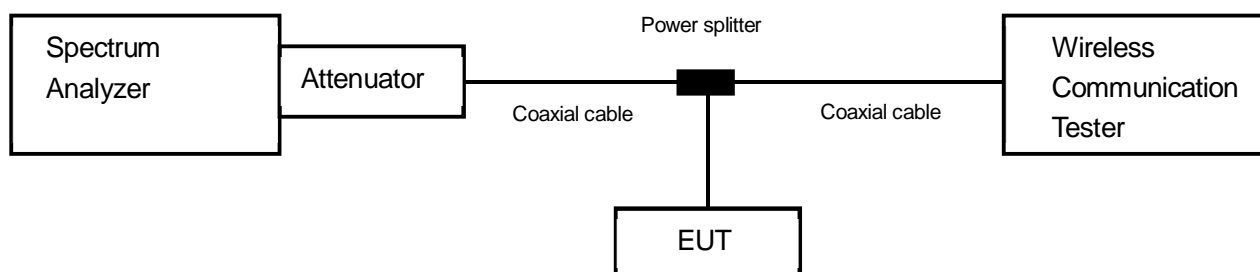 Power splitter
Spectrum
Analyzer
Attenuator
Wireless
Communication
Tester
Coaxial cable
Coaxial cable
EUT